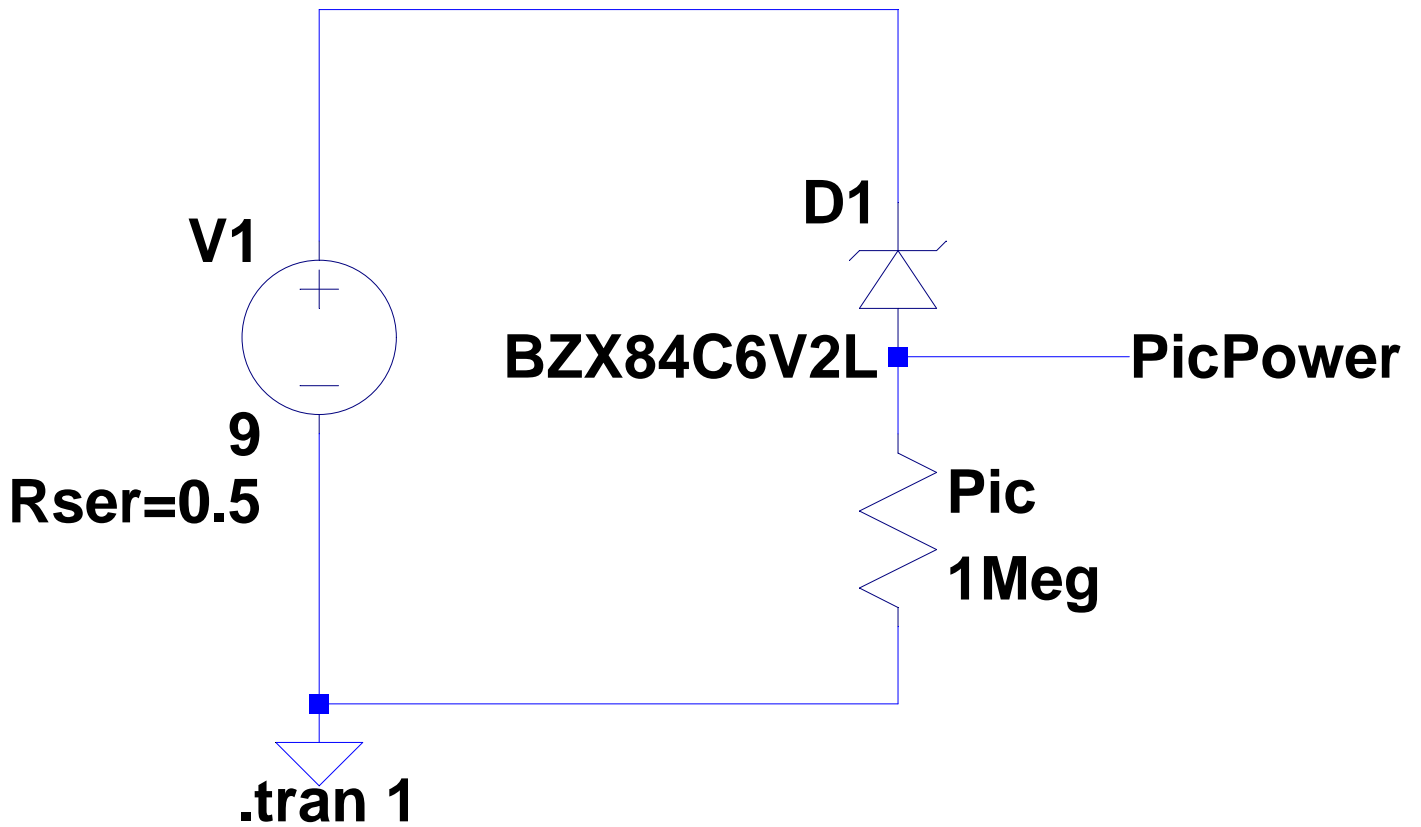 D1
V1
BZX84C6V2L
PicPower
9
Rser=0.5
Pic
1Meg
.tran 1